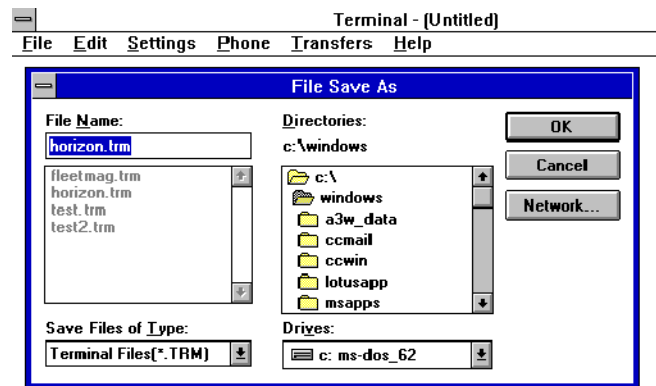 Terminal - (Untitled)
File Edit Settings Phone Transfers Help
File Save As
File Name:
horizon.trm
fleetmag.trm
horizon.trm
test.trm
test2.trm
Save Files of Type:
Terminal Files(*.TRM)
Directories:
c:\windows
c:\
windows
a3w_data
ccmail
ccwin
lotusapp
msapps
Drives:
c: ms-dos_62
OK
Cancel
Network...